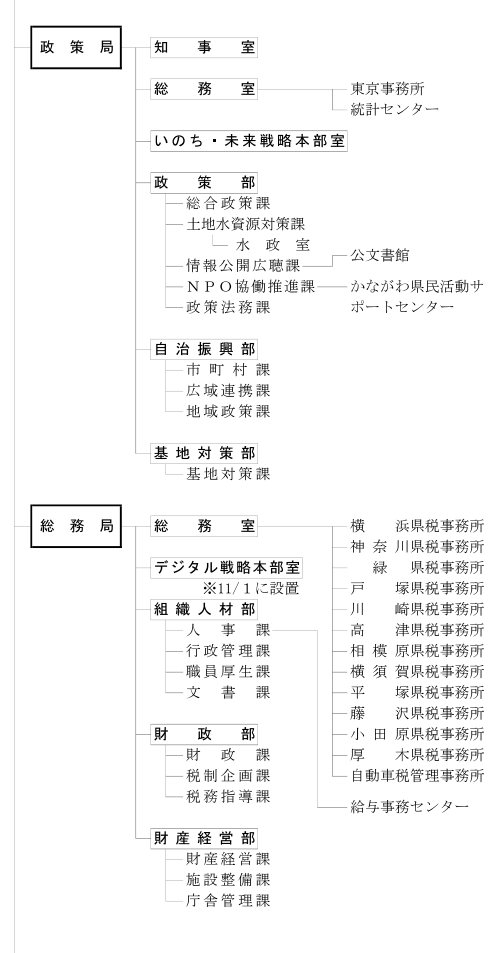 政策局
知事室
総務室
東京事務所
統計センター
いのち・未来戦略本部室
政策部
総合政策課
土地水資源対策課
水政室
情報公開広聴課
公文書館
ＮＰＯ協働推進課
かながわ県民活動サ
ポートセンター
政策法務課
自治振興部
市町村課
広域連携課
地域政策課
基地対策部
基地対策課
総務局
総務室
横浜県税事務所
神奈川県税事務所
緑県税事務所
戸塚県税事務所
川崎県税事務所
高津県税事務所
相模原県税事務所
横須賀県税事務所
平塚県税事務所
藤沢県税事務所
小田原県税事務所
厚木県税事務所
自動車税管理事務所
デジタル戦略本部室
※11/１に設置
組織人材部
人事課
給与事務センター
行政管理課
職員厚生課
文書課
財政部
財政課
税制企画課
税務指導課
財産経営部
財産経営課
施設整備課
庁舎管理課